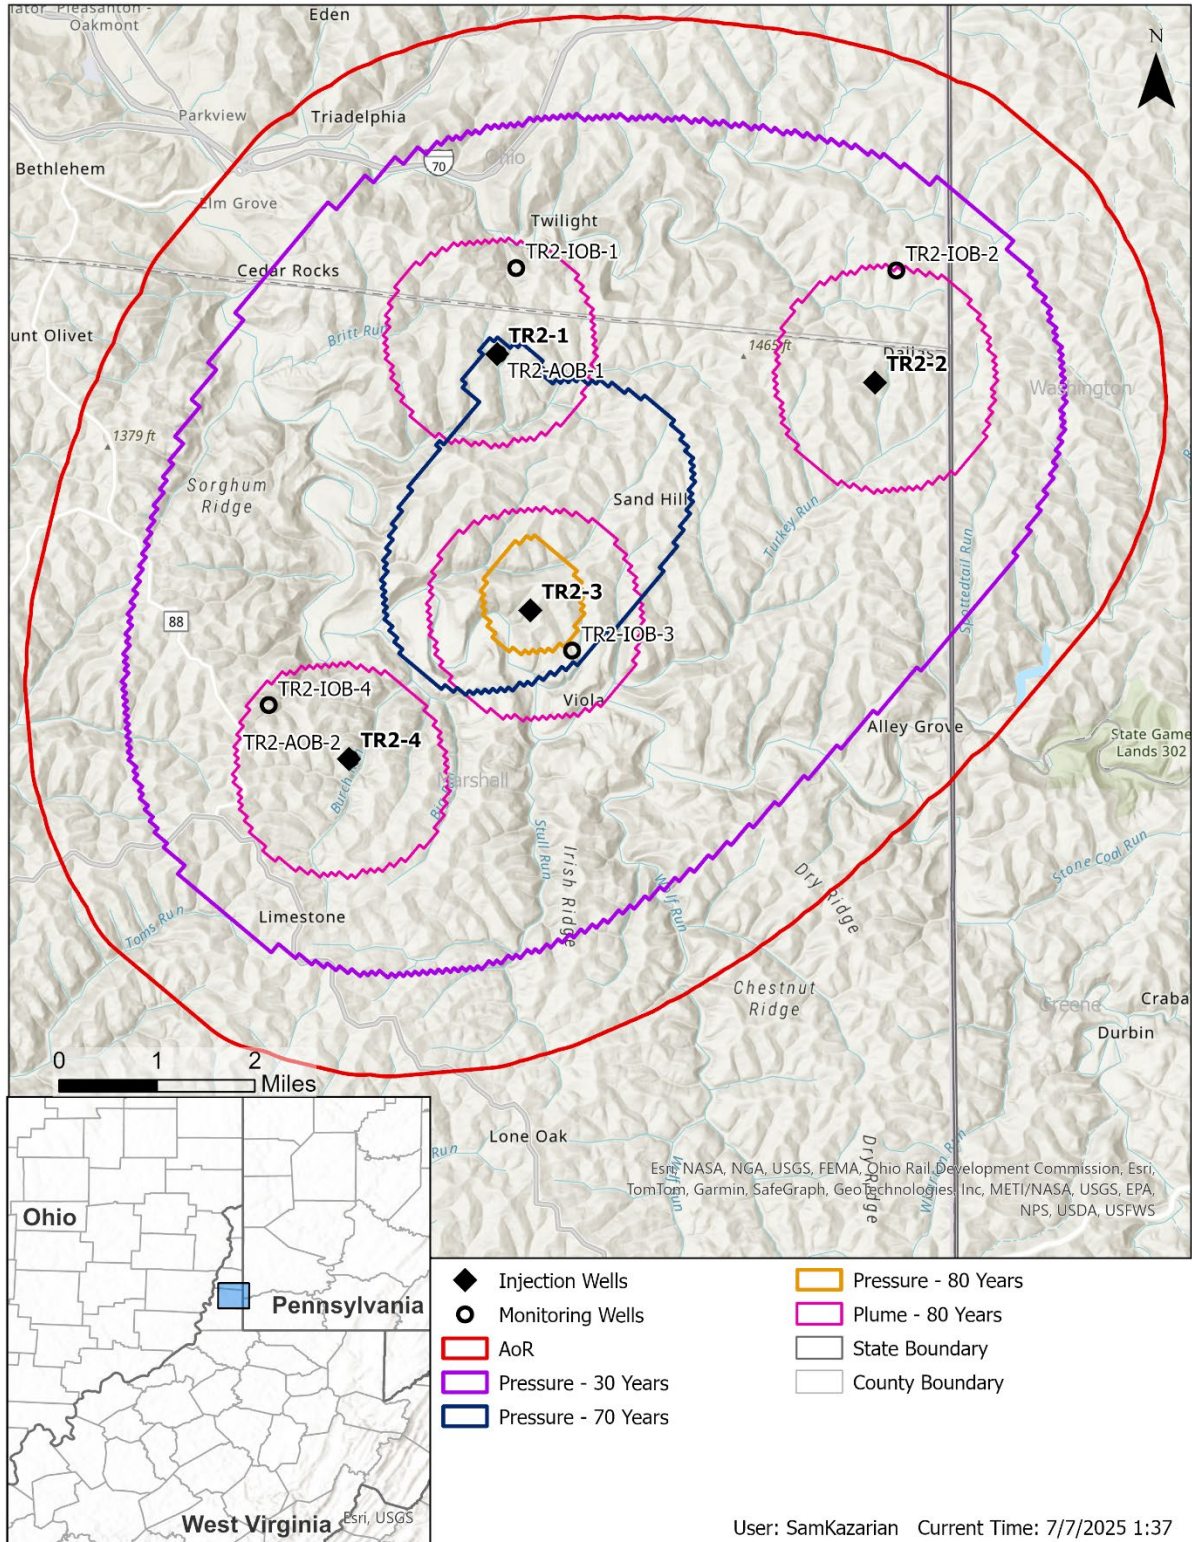 Pleasanton -
Oakmont
Eden
N
Parkview
Triadelphia
Bethlehem
70
Ohio
Elm Grove
Twilight
TR2-IOB-1
TR2-IOB-2
Cedar Rocks
unt Olivet
Britt Run
TR2-1
TR2-AOB-1
1465 ft
Dallas
TR2-2
Washington
1379 ft
Sorghum
Ridge
Sand Hill
Turkey Run
Spottedtail Run
TR2-3
88
TR2-IOB-3
TR2-IOB-4
Viola
Alley Grove
TR2-AOB-2
TR2-4
State Game
Lands 302
Marshall
Stull Run
Irish Ridge
Wolf Run
Dry Ridge
Stone Coal Run
Toms Run
Limestone
Chestnut
Ridge
Greene
Craba
Durbin
0 1 2
Miles
Lone Oak
Run
Dry Ridge
Esri, NASA, NGA, USGS, FEMA, Ohio Rail Development Commission, Esri,
TomTom, Garmin, SafeGraph, GeoTechnologies, Inc, METI/NASA, USGS, EPA,
NPS, USDA, USFWS
Ohio
Pennsylvania
West Virginia
Esri, USGS
Injection Wells
Monitoring Wells
AoR
Pressure - 30 Years
Pressure - 70 Years
Pressure - 80 Years
Plume - 80 Years
State Boundary
County Boundary
User: SamKazarian Current Time: 7/7/2025 1:37